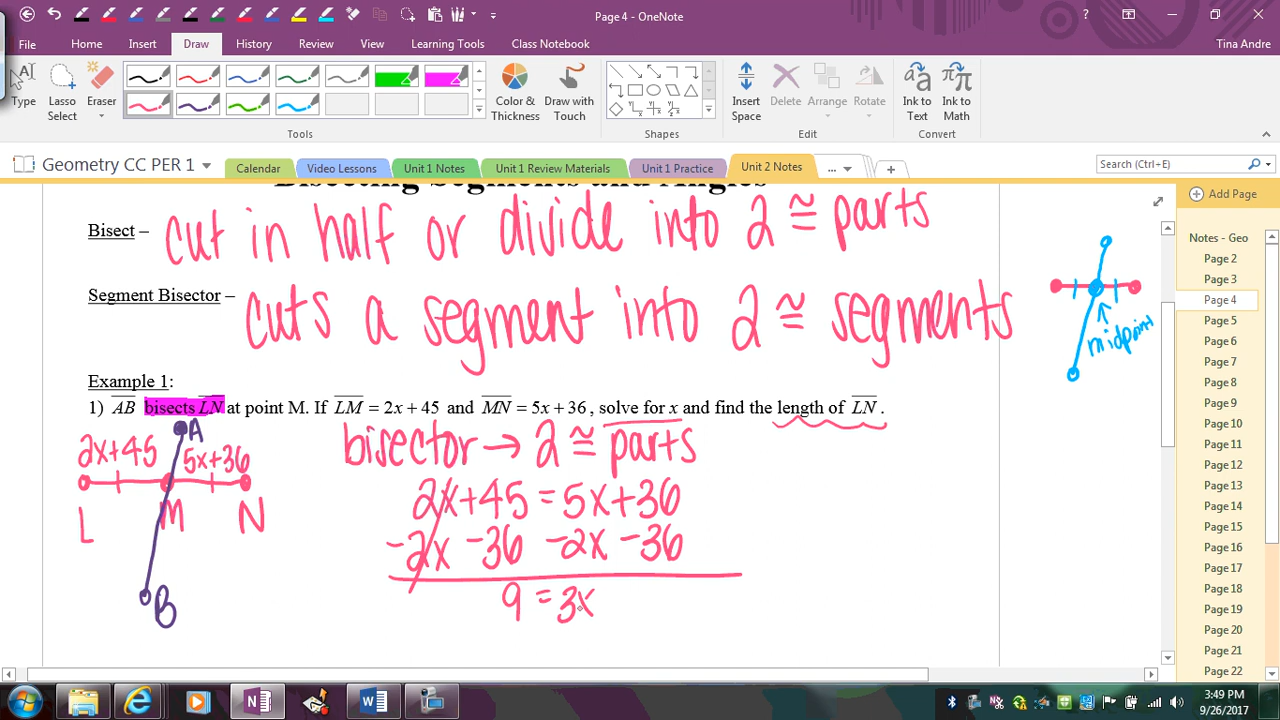 Page 4 - OneNote
?
Tina Andre
File Home Insert Draw History Review View Learning Tools Class Notebook
Type Lasso Select Eraser Color & Thickness Draw with Touch Insert Space Delete Arrange Rotate Ink to Text Ink to Math
Tools Shapes Edit Convert
Geometry CC PER 1 Calendar Video Lessons Unit 1 Notes Unit 1 Review Materials Unit 1 Practice Unit 2 Notes ... + Search (Ctrl+E)
Add Page
Notes - Geo
Page 2
Page 3
Page 4
Page 5
Page 6
Page 7
Page 8
Page 9
Page 10
Page 11
Page 12
Page 13
Page 14
Page 15
Page 16
Page 17
Page 18
Page 19
Page 20
Page 21
Page 22
Bisecting Segments and Angles
Bisect – cut in half or divide into 2 ≅ parts
Segment Bisector – cuts a segment into 2 ≅ segments
midpoint
Example 1:
1) AB bisects LN at point M. If LM = 2x + 45 and MN = 5x + 36, solve for x and find the length of LN.
A
2x+45 5x+36
L M N
B
bisector → 2 ≅ parts
2x+45 = 5x+36
-2x -36 -2x -36
9 = 3x
3:49 PM
9/26/2017